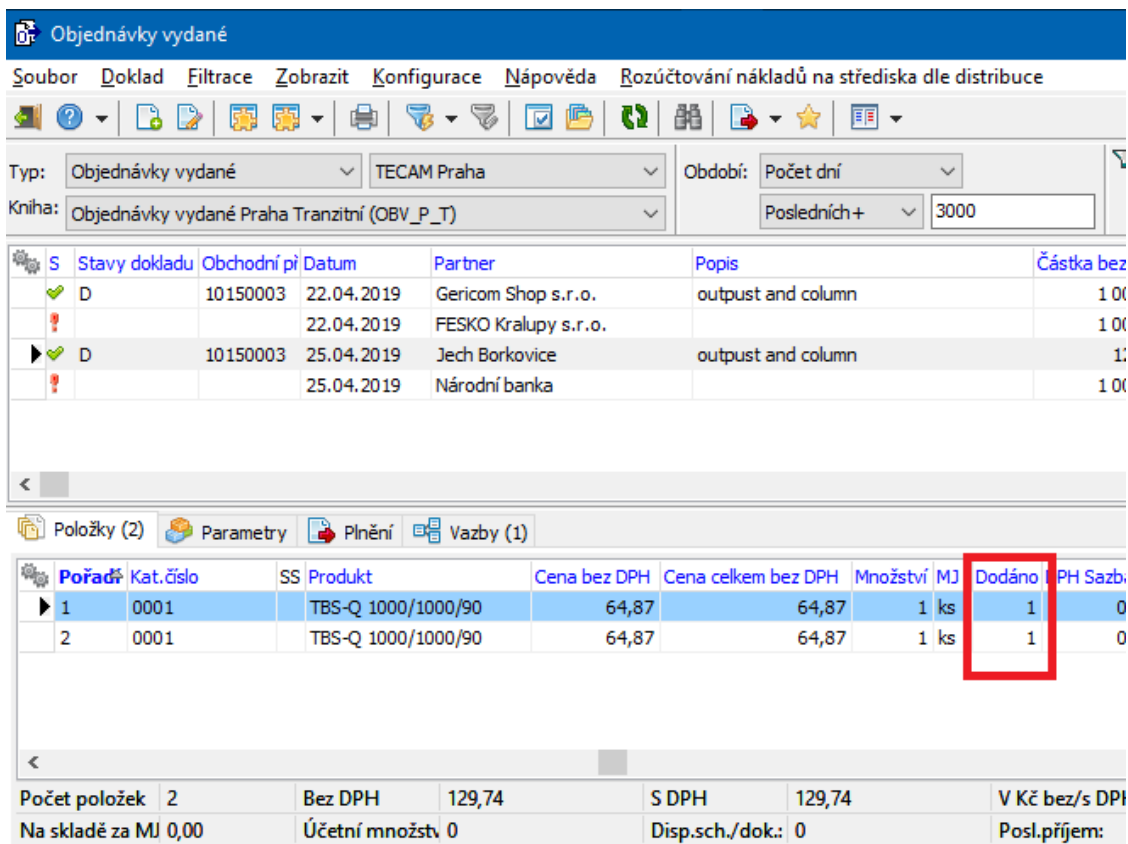 Objednávky vydané
Soubor Doklad Filtrace Zobrazit Konfigurace Nápověda Rozúčtování nákladů na střediska dle distribuce
Typ: Objednávky vydané TECAM Praha Období: Počet dní
Kniha: Objednávky vydané Praha Tranzitní (OBV_P_T) Posledních+ 3000
S Stavy dokladu Obchodní př Datum Partner Popis Částka bez
D 10150003 22.04.2019 Gericom Shop s.r.o. outpust and column 1 00
22.04.2019 FESKO Kralupy s.r.o. 1 00
D 10150003 25.04.2019 Jech Borkovice outpust and column 12
25.04.2019 Národní banka 1 00
Položky (2) Parametry Plnění Vazby (1)
Pořadí Kat.číslo SS Produkt Cena bez DPH Cena celkem bez DPH Množství MJ Dodáno DPH Sazba
1 0001 TBS-Q 1000/1000/90 64,87 64,87 1 ks 1 0
2 0001 TBS-Q 1000/1000/90 64,87 64,87 1 ks 1 0
Počet položek 2 Bez DPH 129,74 S DPH 129,74 V Kč bez/s DPH
Na skladě za MJ 0,00 Účetní množstv 0 Disp.sch./dok.: 0 Posl.příjem: